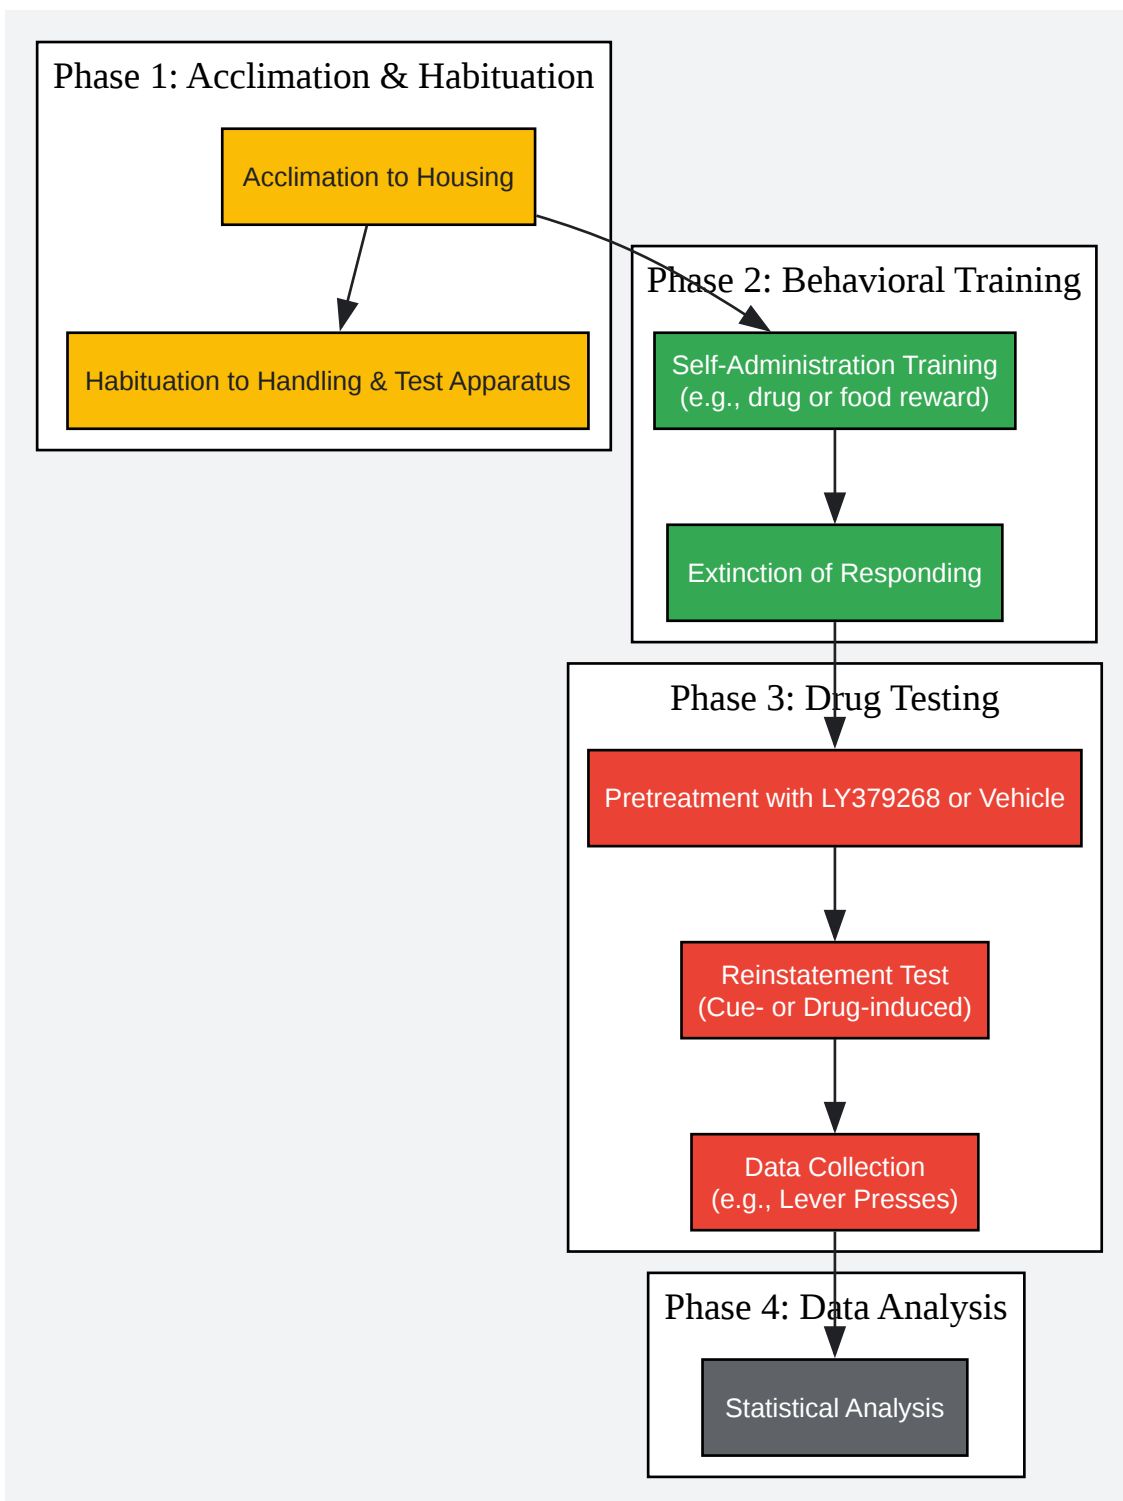 Phase 1: Acclimation & Habituation
Acclimation to Housing
Habituation to Handling & Test Apparatus
Phase 2: Behavioral Training
Self-Administration Training
(e.g., drug or food reward)
Extinction of Responding
Phase 3: Drug Testing
Pretreatment with LY379268 or Vehicle
Reinstatement Test
(Cue- or Drug-induced)
Data Collection
(e.g., Lever Presses)
Phase 4: Data Analysis
Statistical Analysis